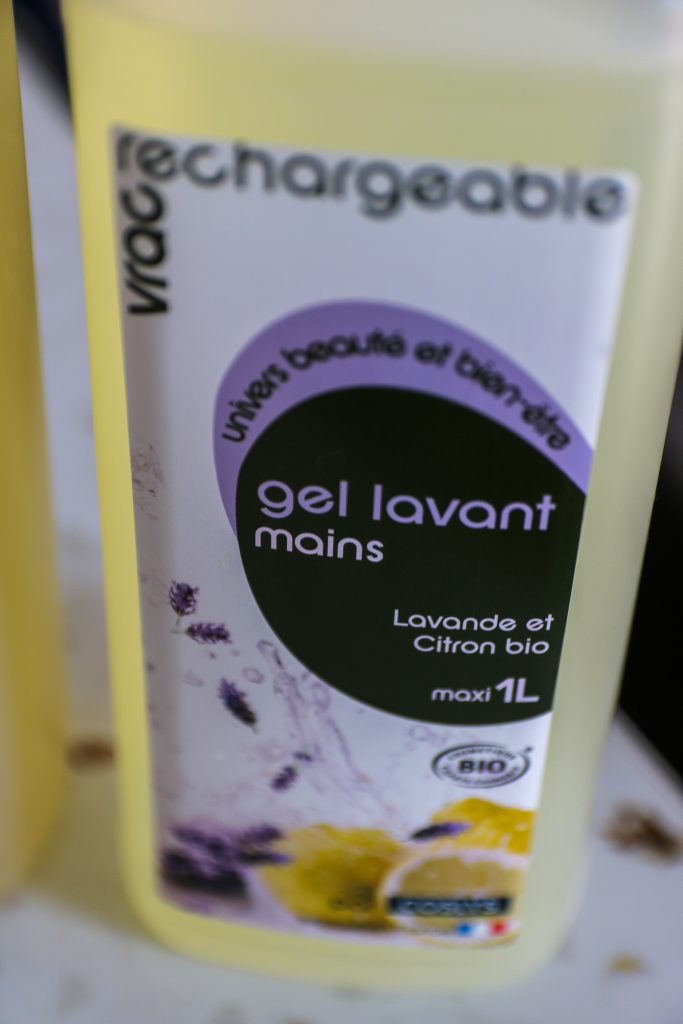 rechargeable
vrac
univers beauté et bien-être
gel lavant
mains
Lavande et
Citron bio
maxi 1L
BIO